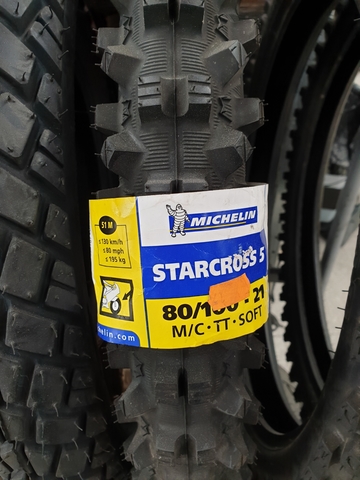 51 M
≤ 130 km/h
≤ 80 mph
≤ 195 kg
MICHELIN
STARCROSS 5
80/100 - 21
M/C • TT • SOFT
helin.com